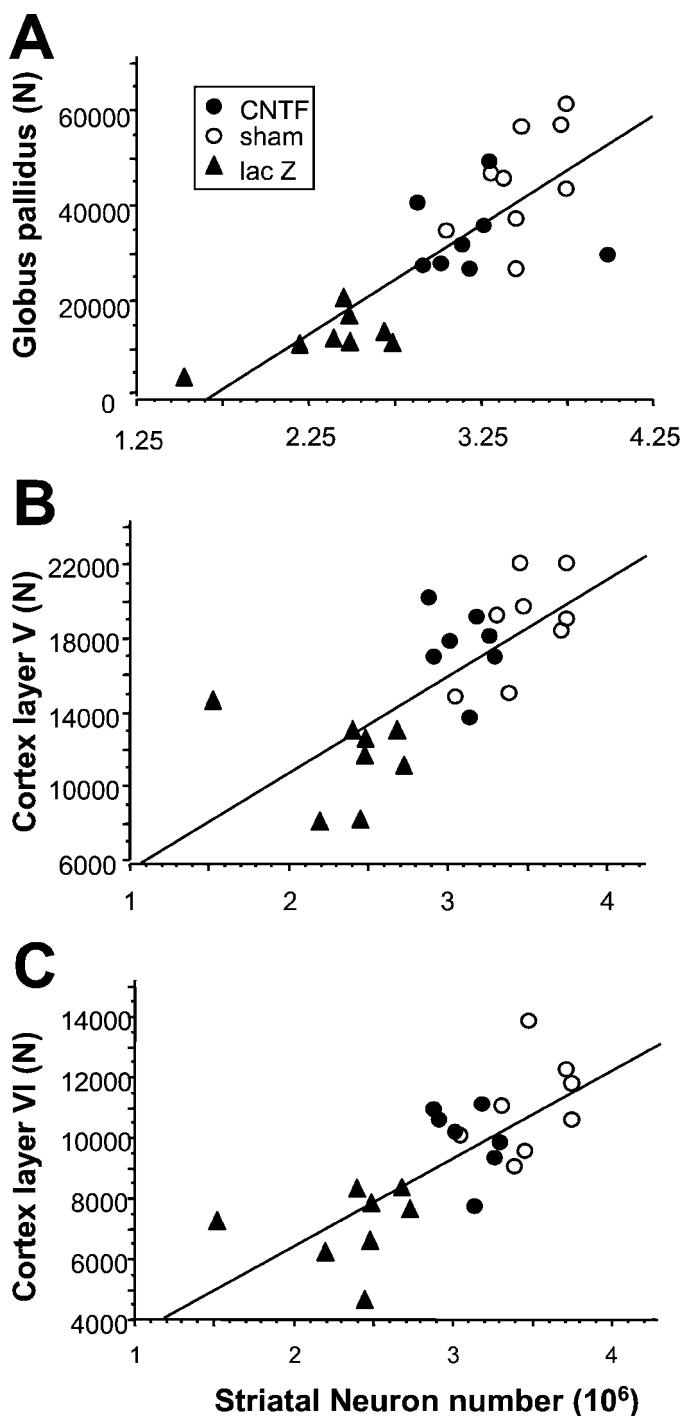 A
Globus pallidus (N)
60000
40000
20000
0
CNTF
sham
lac Z
1.25 2.25 3.25 4.25
B
Cortex layer V (N)
22000
18000
14000
10000
6000
1 2 3 4
C
Cortex layer VI (N)
14000
12000
10000
8000
6000
4000
1 2 3 4
Striatal Neuron number (10⁶)